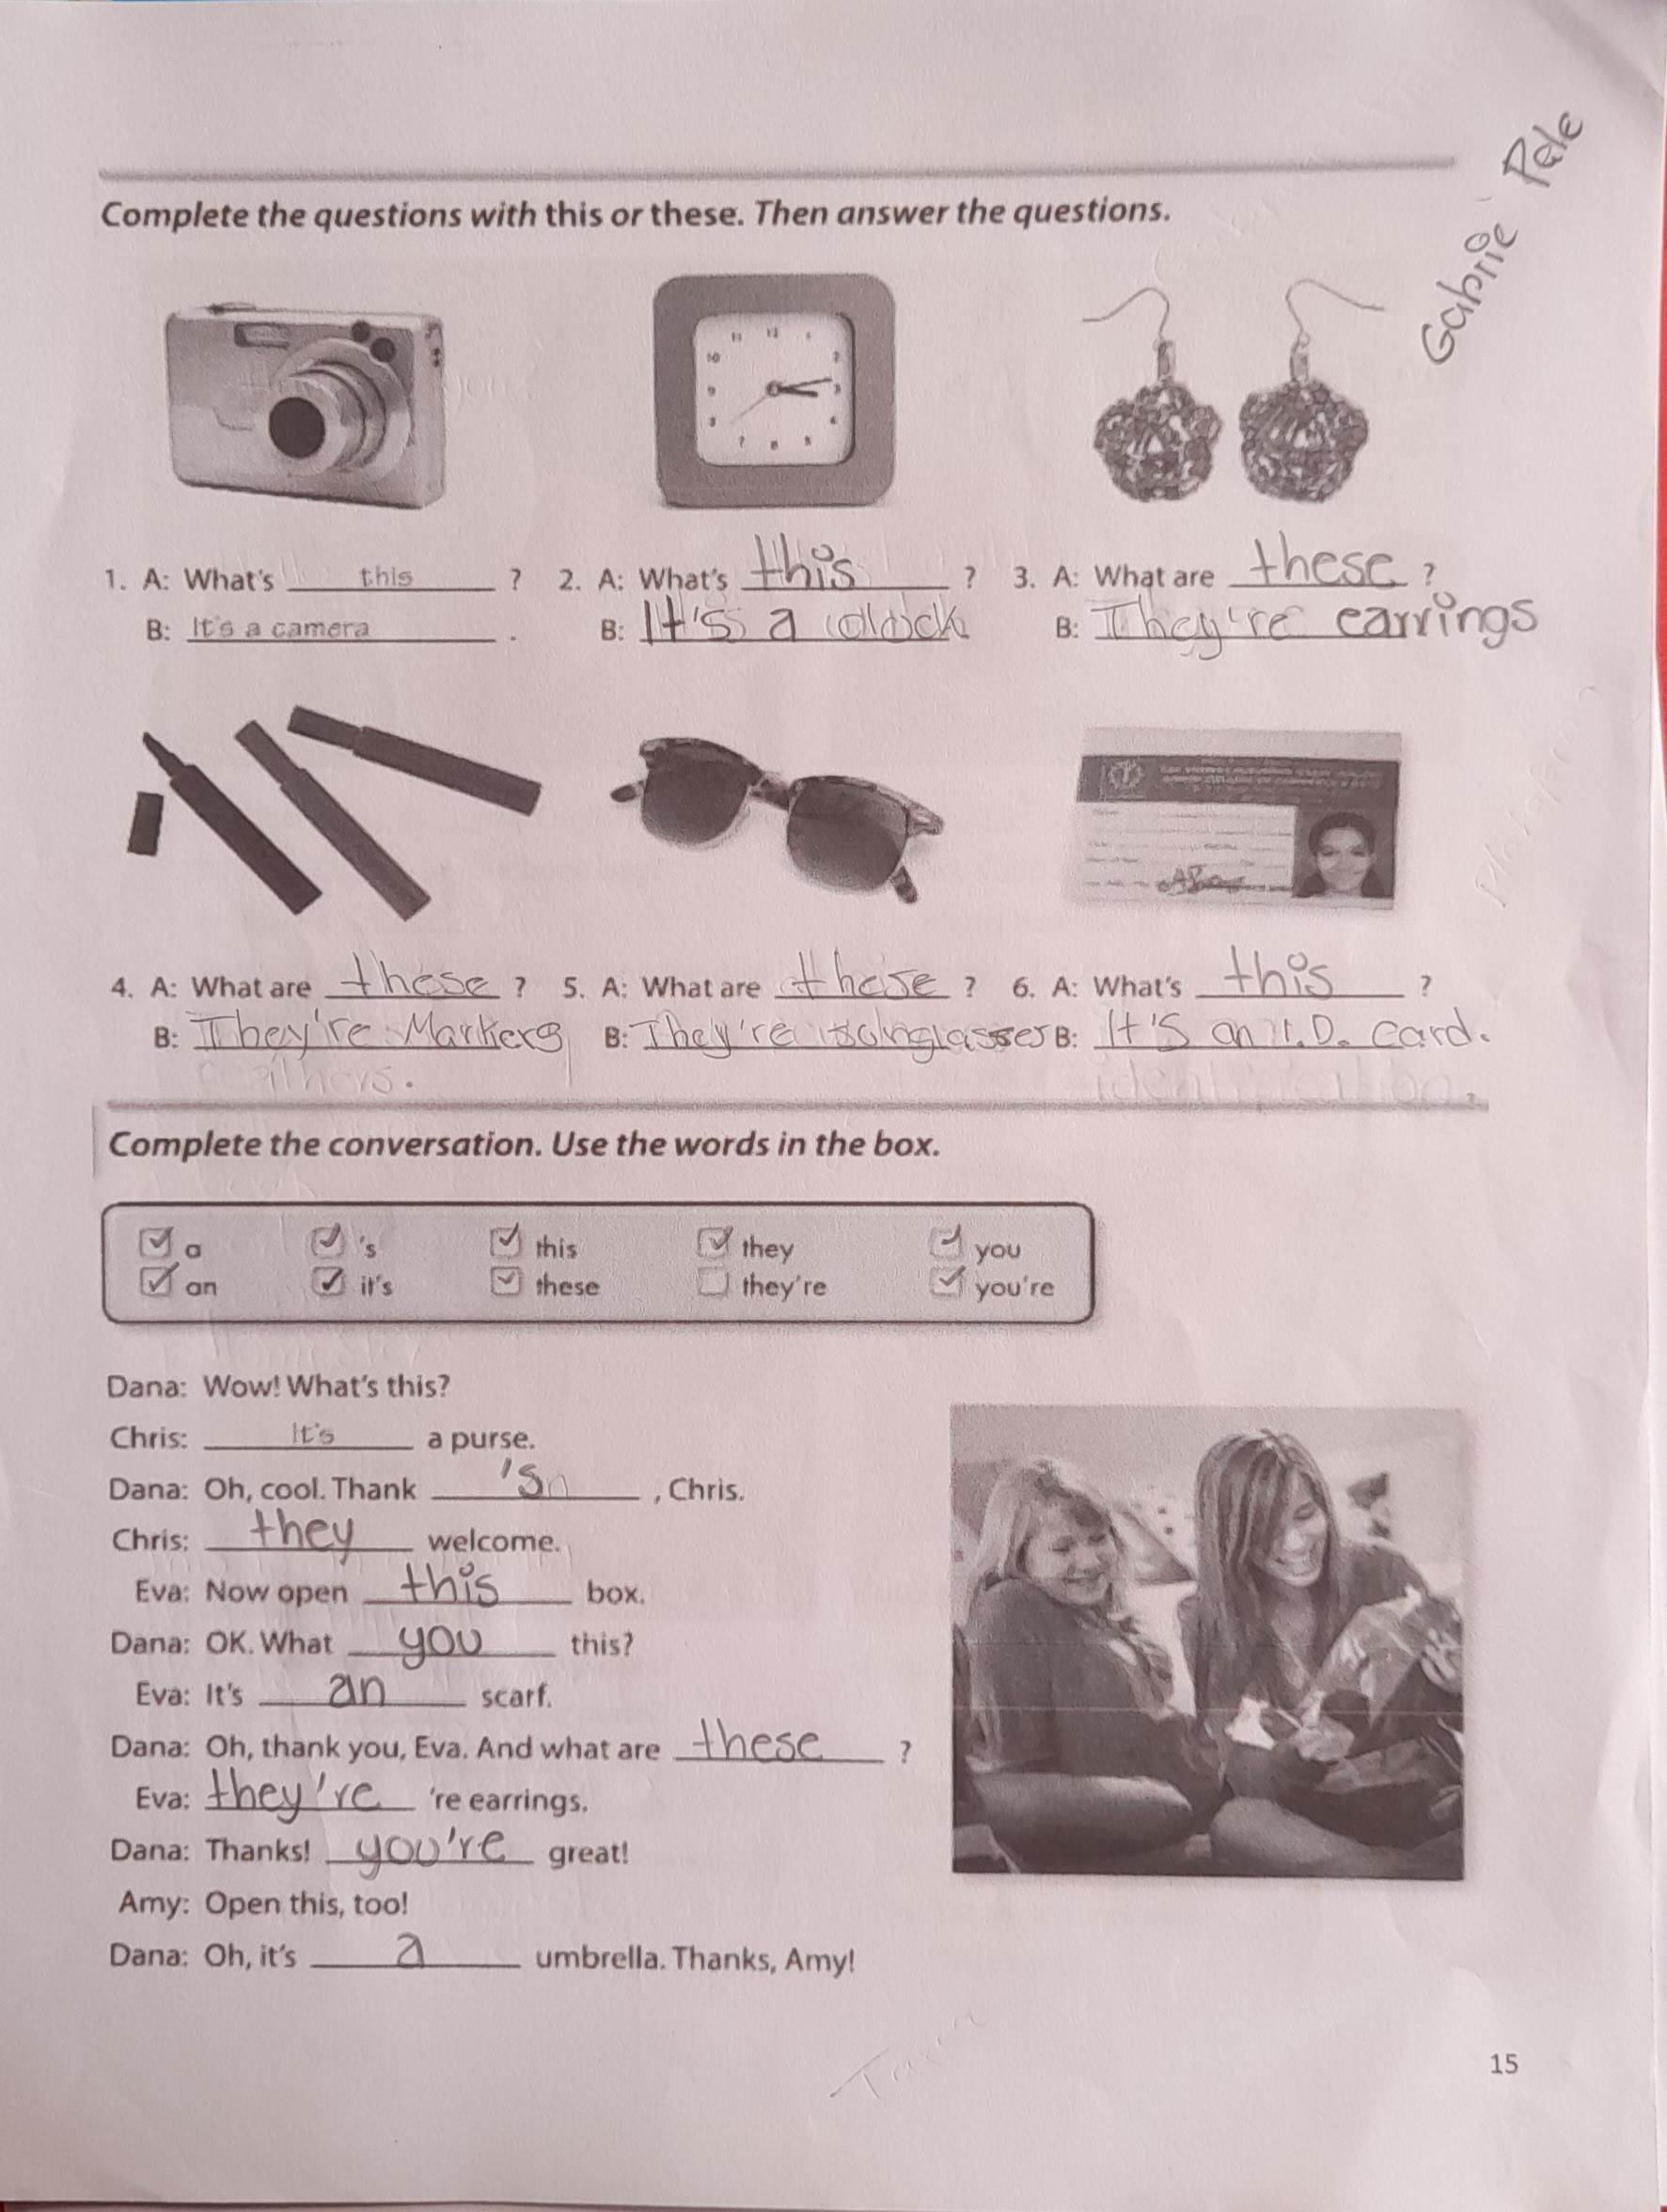 Gabriel Pale
Complete the questions with this or these. Then answer the questions.
1. A: What's this ? 2. A: What's this ? 3. A: What are these ?
B: It's a camera . B: It's a clock B: They're earrings
4. A: What are these ? 5. A: What are these ? 6. A: What's this ?
B: They're Markers B: They're sunglasses B: It's an I.D. card.
identification
Complete the conversation. Use the words in the box.
a 's this they you
an it's these they're you're
Dana: Wow! What's this?
Chris: It's a purse.
Dana: Oh, cool. Thank 's , Chris.
Chris: they welcome.
Eva: Now open this box.
Dana: OK. What you this?
Eva: It's an scarf.
Dana: Oh, thank you, Eva. And what are these ?
Eva: they're 're earrings.
Dana: Thanks! you're great!
Amy: Open this, too!
Dana: Oh, it's a umbrella. Thanks, Amy!
15